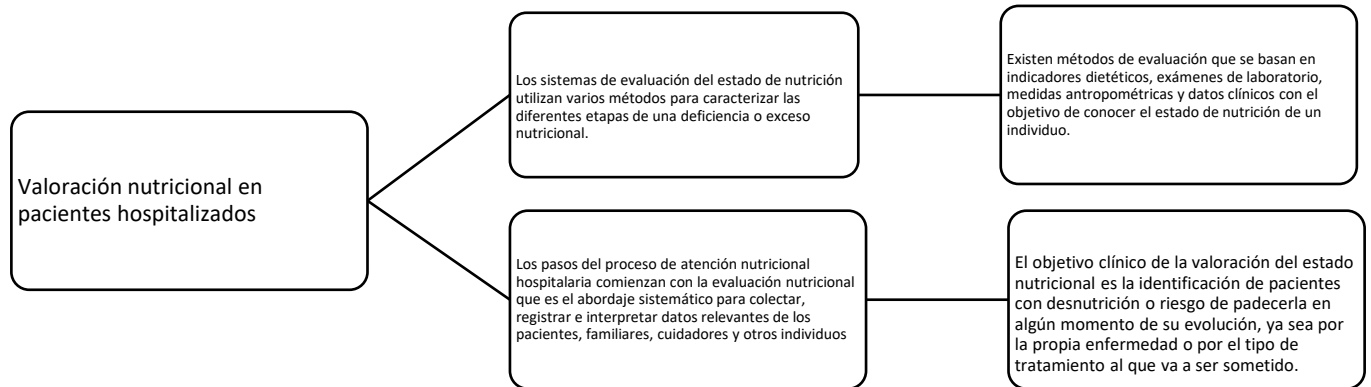 Valoración nutricional en
pacientes hospitalizados
Los sistemas de evaluación del estado de nutrición
utilizan varios métodos para caracterizar las
diferentes etapas de una deficiencia o exceso
nutricional.
Existen métodos de evaluación que se basan en
indicadores dietéticos, exámenes de laboratorio,
medidas antropométricas y datos clínicos con el
objetivo de conocer el estado de nutrición de un
individuo.
Los pasos del proceso de atención nutricional
hospitalaria comienzan con la evaluación nutricional
que es el abordaje sistemático para colectar,
registrar e interpretar datos relevantes de los
pacientes, familiares, cuidadores y otros individuos
El objetivo clínico de la valoración del estado
nutricional es la identificación de pacientes
con desnutrición o riesgo de padecerla en
algún momento de su evolución, ya sea por
la propia enfermedad o por el tipo de
tratamiento al que va a ser sometido.